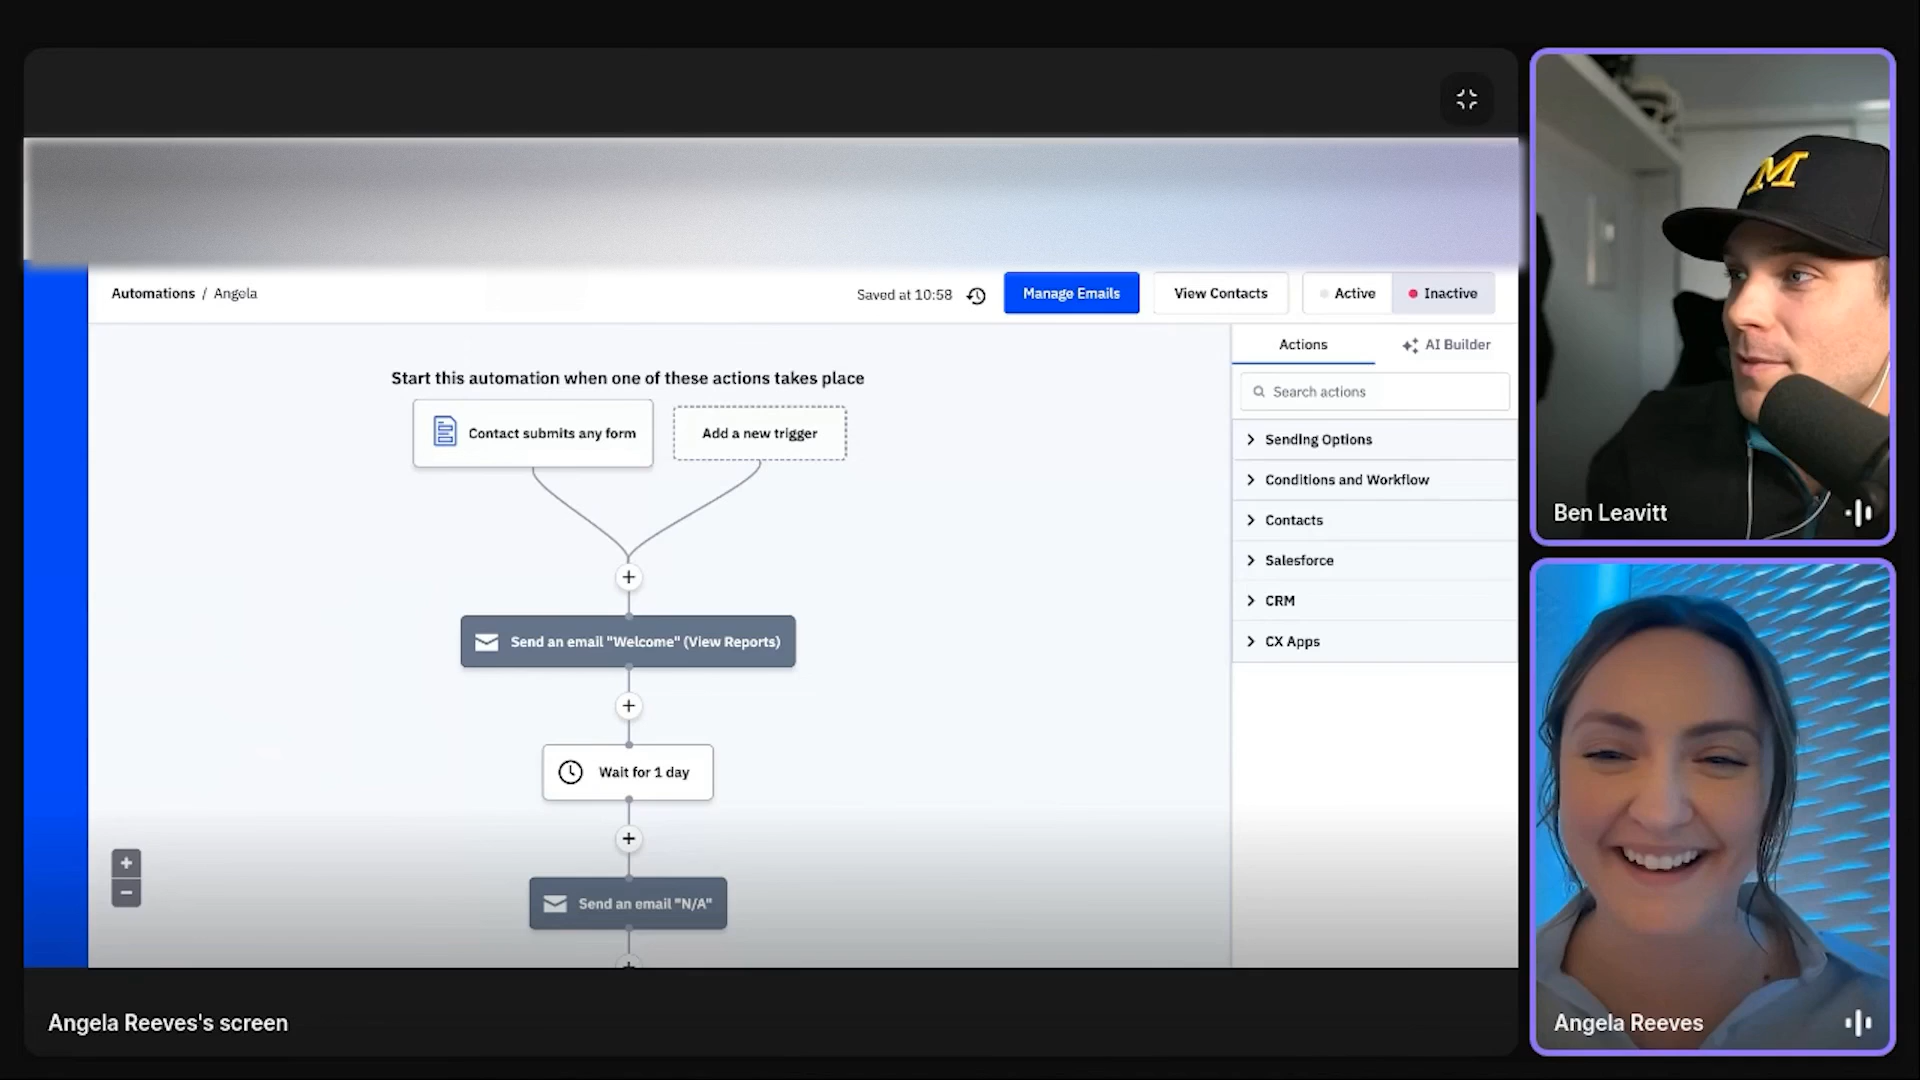 Automations / Angela
Saved at 10:58
Manage Emails
View Contacts
Active
Inactive
Start this automation when one of these actions takes place
Contact submits any form
Add a new trigger
Send an email "Welcome" (View Reports)
Wait for 1 day
Send an email "N/A"
Actions
AI Builder
Search actions
Sending Options
Conditions and Workflow
Contacts
Salesforce
CRM
CX Apps
M
Ben Leavitt
Angela Reeves
Angela Reeves's screen